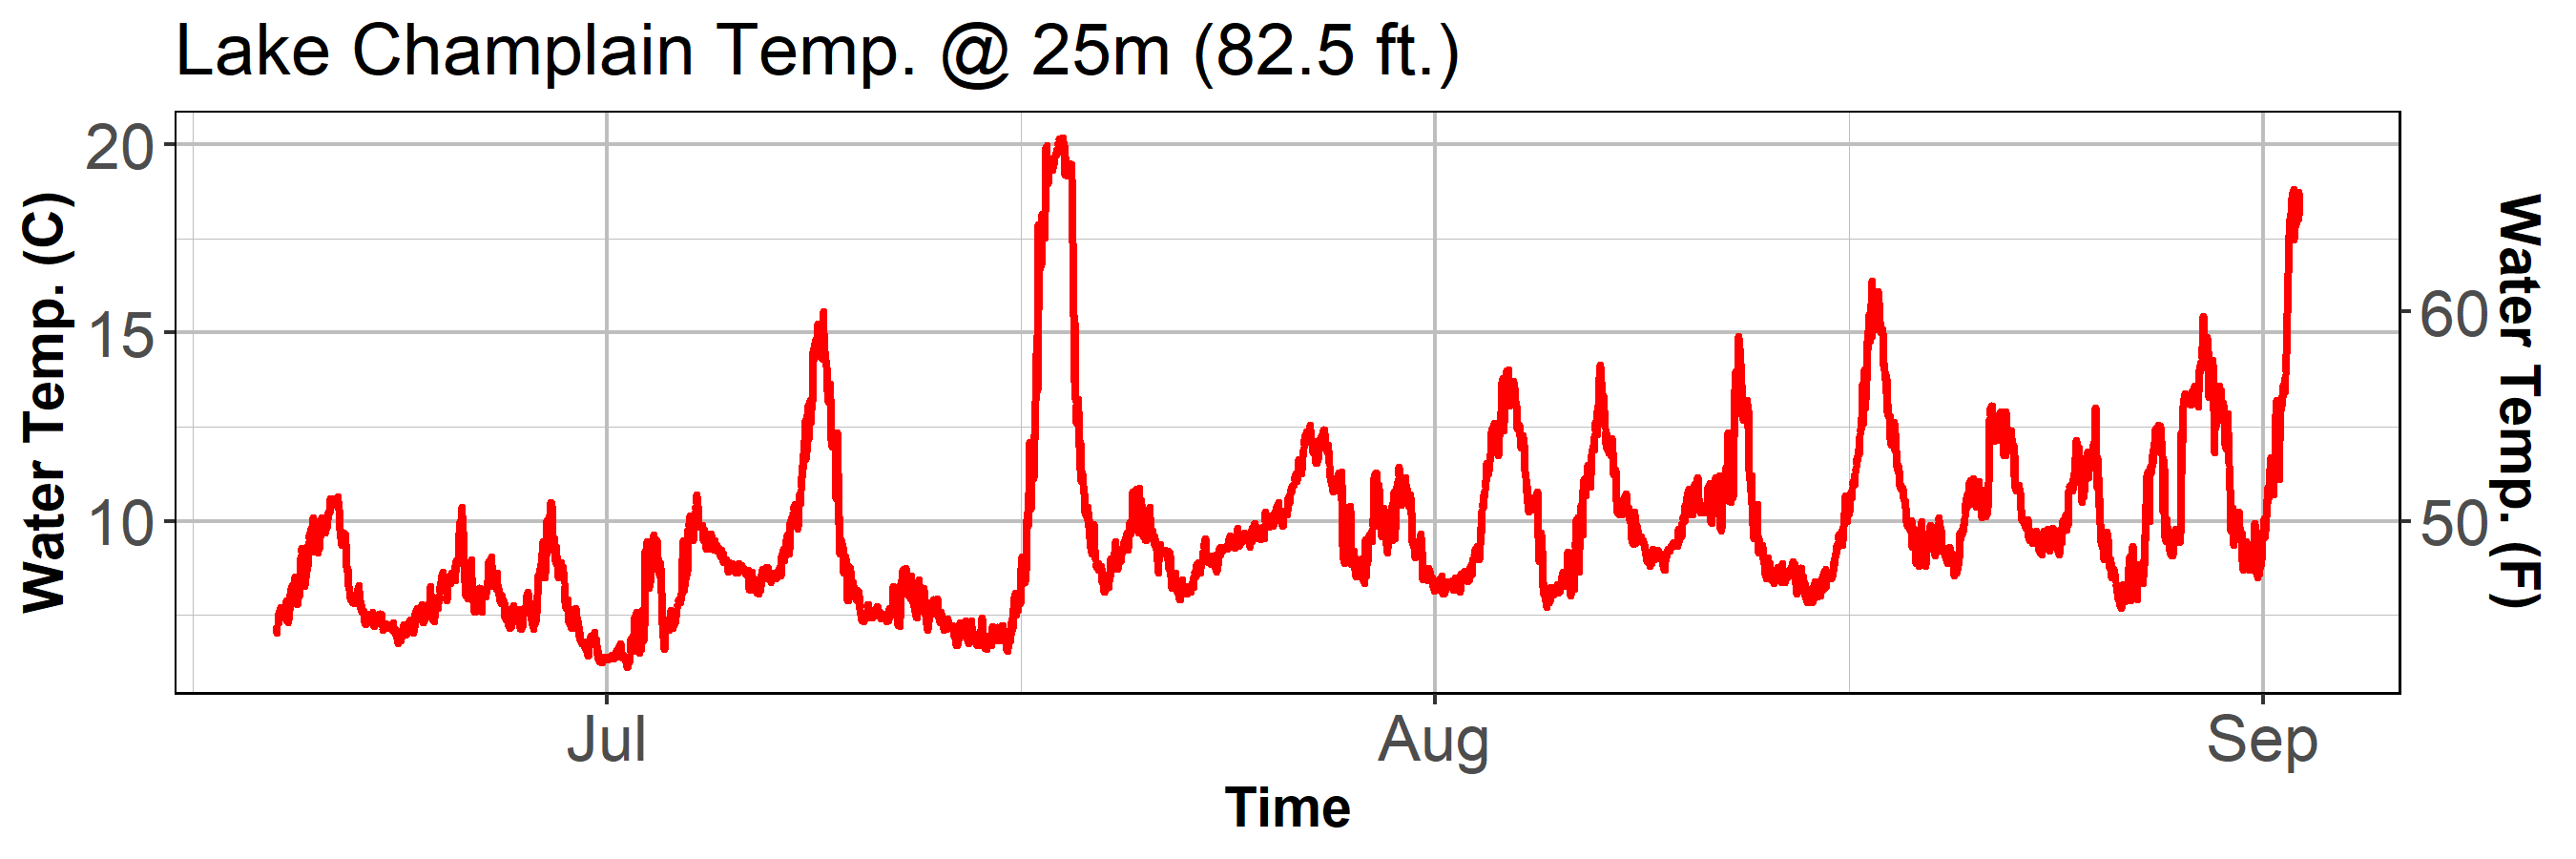 Lake Champlain Temp. @ 25m (82.5 ft.)
Water Temp. (C)
20
15
10
60
50
Water Temp. (F)
Jul Aug Sep
Time